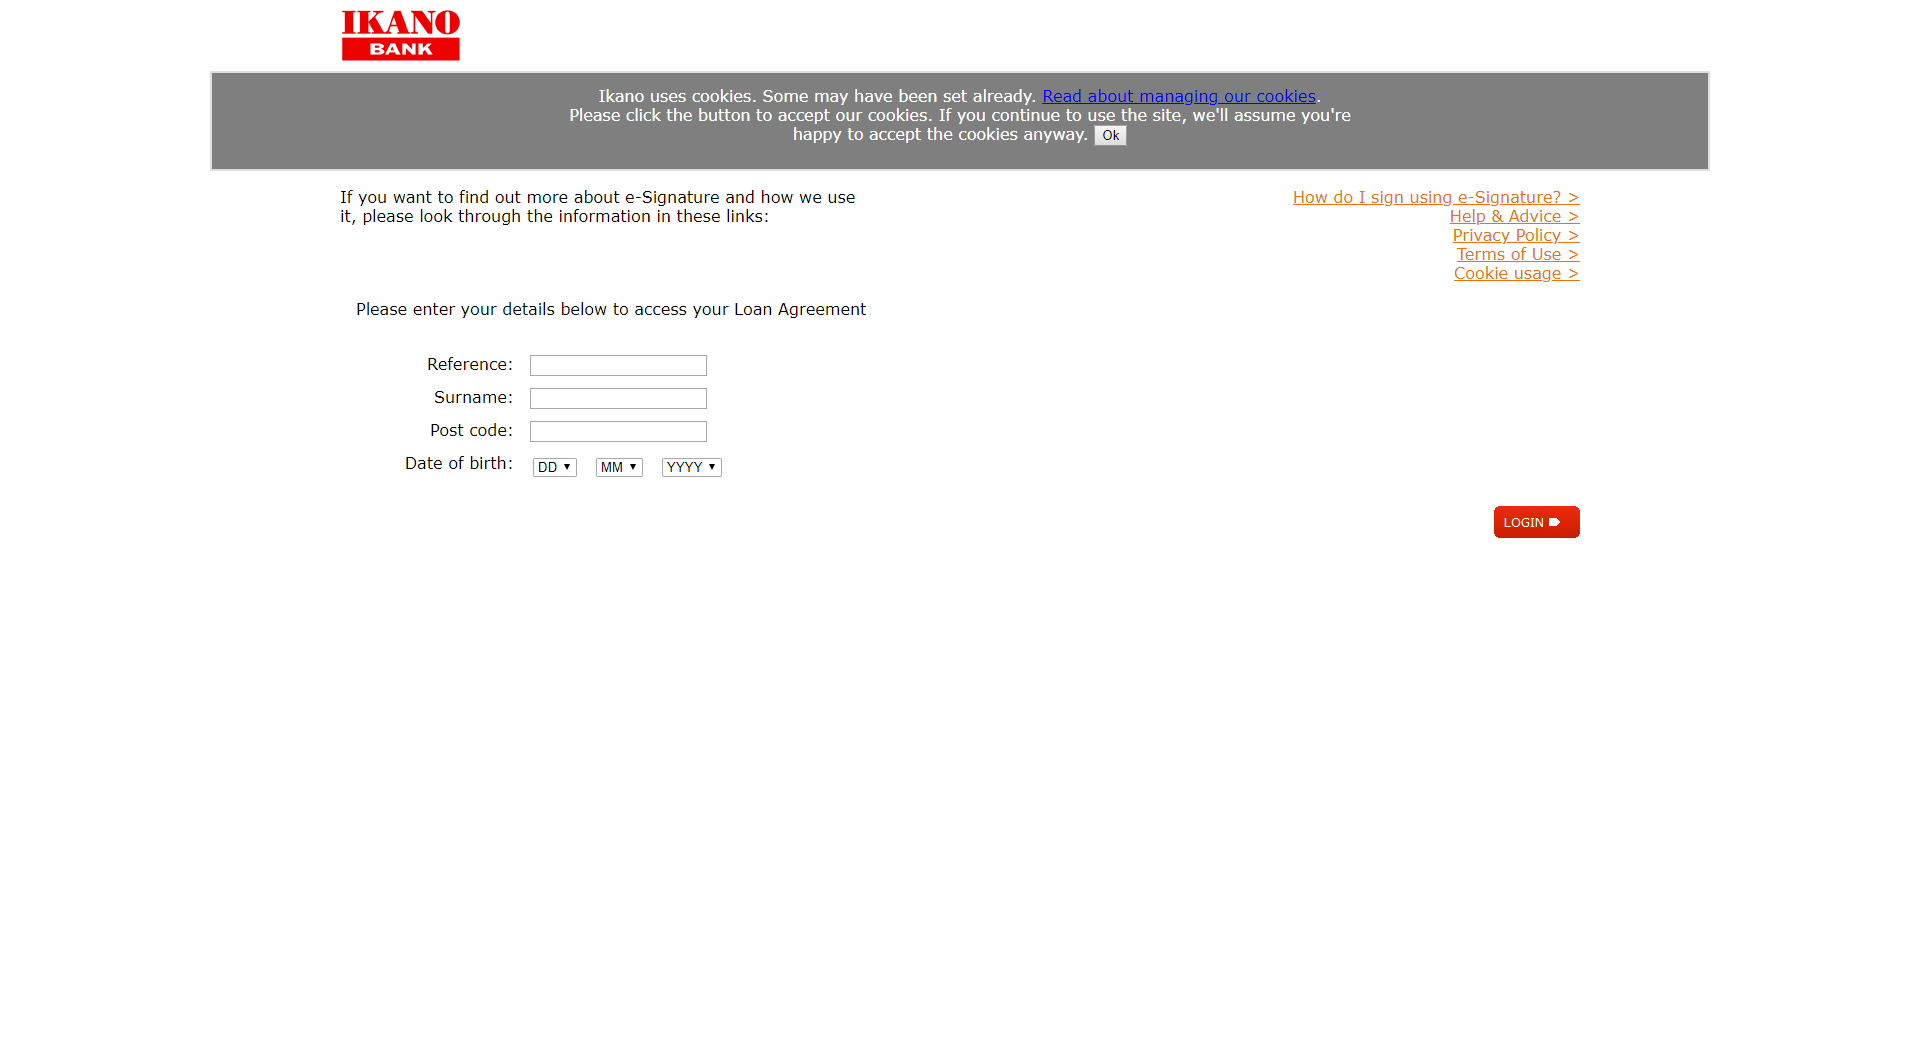 IKANO
BANK
Ikano uses cookies. Some may have been set already. Read about managing our cookies.
Please click the button to accept our cookies. If you continue to use the site, we'll assume you're
happy to accept the cookies anyway. Ok
If you want to find out more about e-Signature and how we use
it, please look through the information in these links:
How do I sign using e-Signature? >
Help & Advice >
Privacy Policy >
Terms of Use >
Cookie usage >
Please enter your details below to access your Loan Agreement
Reference:
Surname:
Post code:
Date of birth: DD MM YYYY
LOGIN